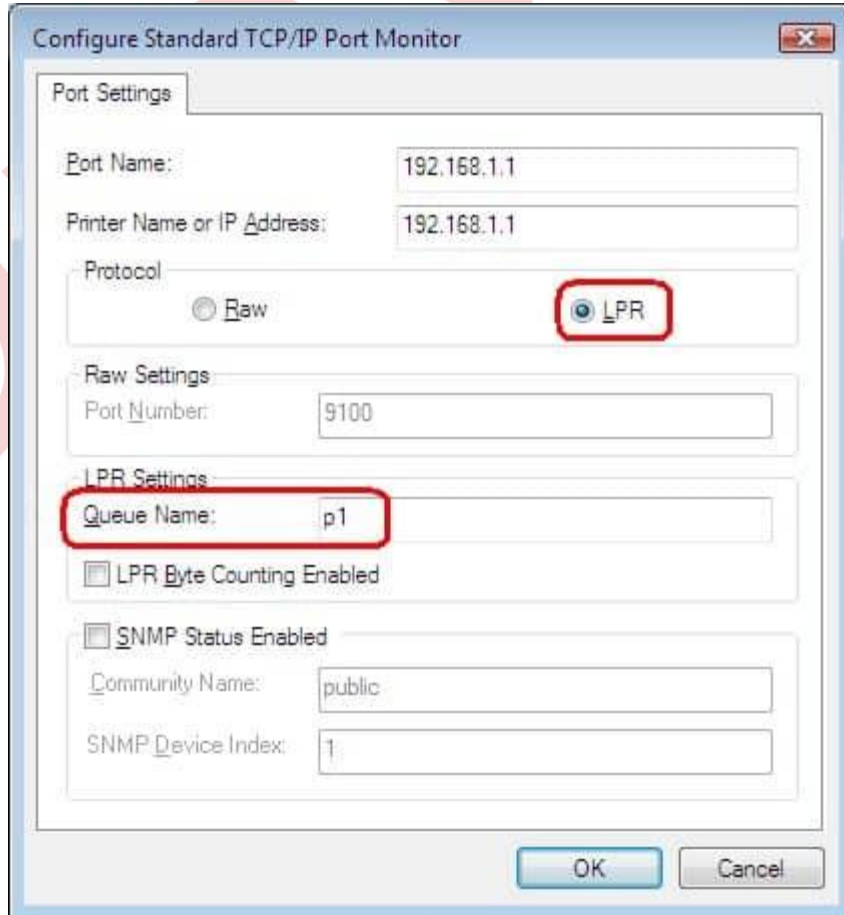 Configure Standard TCP/IP Port Monitor
Port Settings
Port Name: 192.168.1.1
Printer Name or IP Address: 192.168.1.1
Protocol
Raw LPR
Raw Settings
Port Number: 9100
LPR Settings
Queue Name: p1
LPR Byte Counting Enabled
SNMP Status Enabled
Community Name: public
SNMP Device Index: 1
OK Cancel